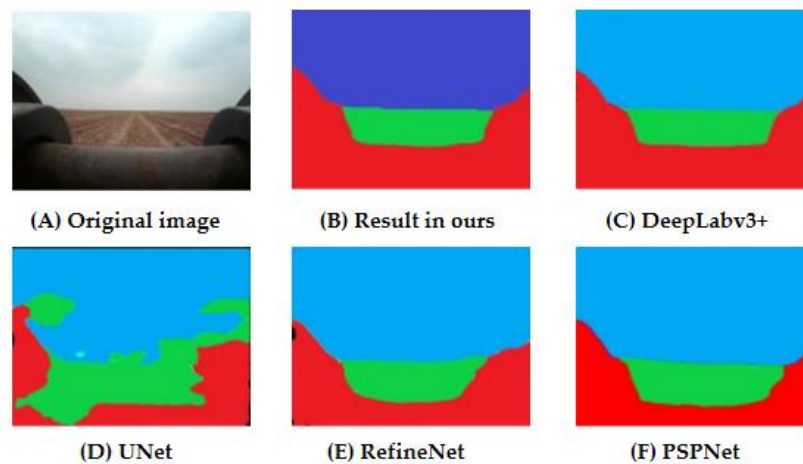 (A) Original image
(B) Result in ours
(C) DeepLabv3+
(D) UNet
(E) RefineNet
(F) PSPNet